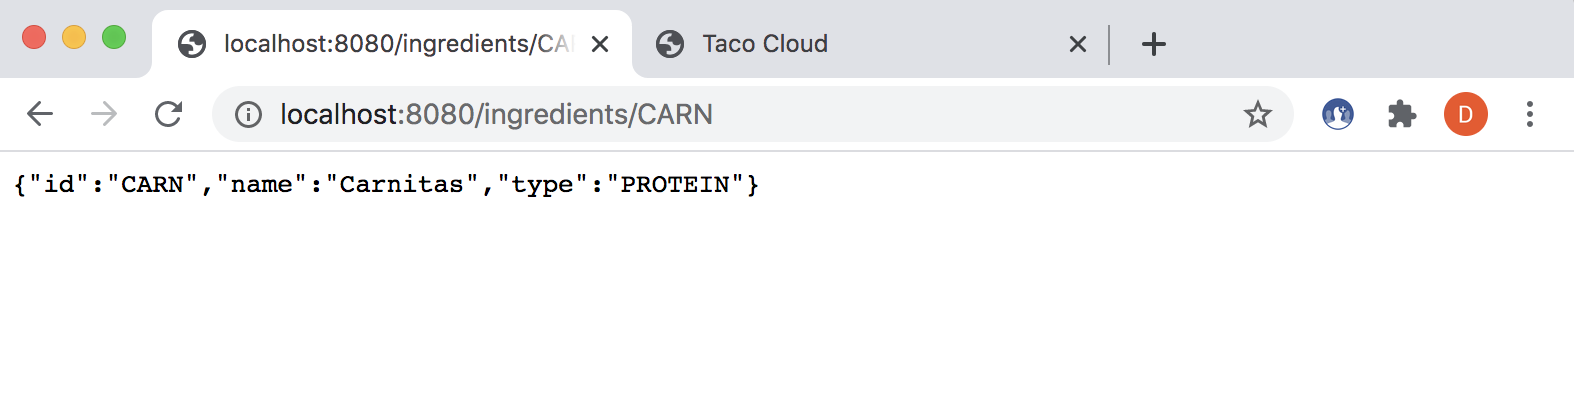 localhost:8080/ingredients/CA
Taco Cloud
localhost:8080/ingredients/CARN
D
{"id":"CARN","name":"Carnitas","type":"PROTEIN"}